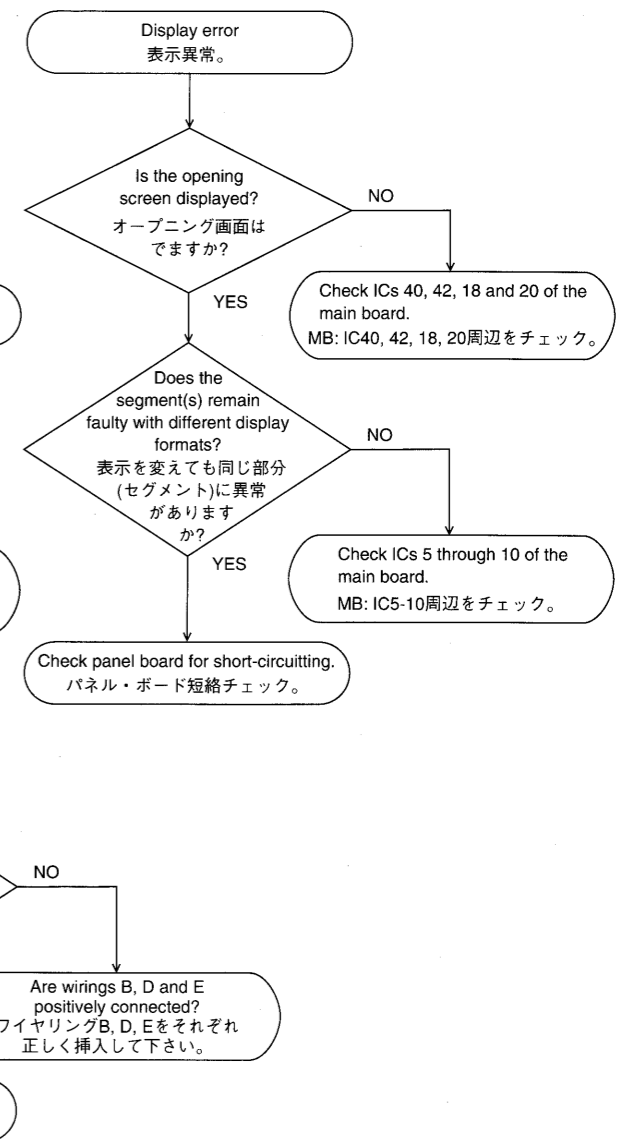 Display error
表示異常。
Is the opening
screen displayed?
オープニング画面は
でますか?
NO
YES
Check ICs 40, 42, 18 and 20 of the
main board.
MB: IC40, 42, 18, 20周辺をチェック。
Does the
segment(s) remain
faulty with different display
formats?
表示を変えても同じ部分
(セグメント)に異常
があります
か?
NO
YES
Check ICs 5 through 10 of the
main board.
MB: IC5-10周辺をチェック。
Check panel board for short-circuitting.
パネル・ボード短絡チェック。
NO
Are wirings B, D and E
positively connected?
ワイヤリングB, D, Eをそれぞれ
正しく挿入して下さい。